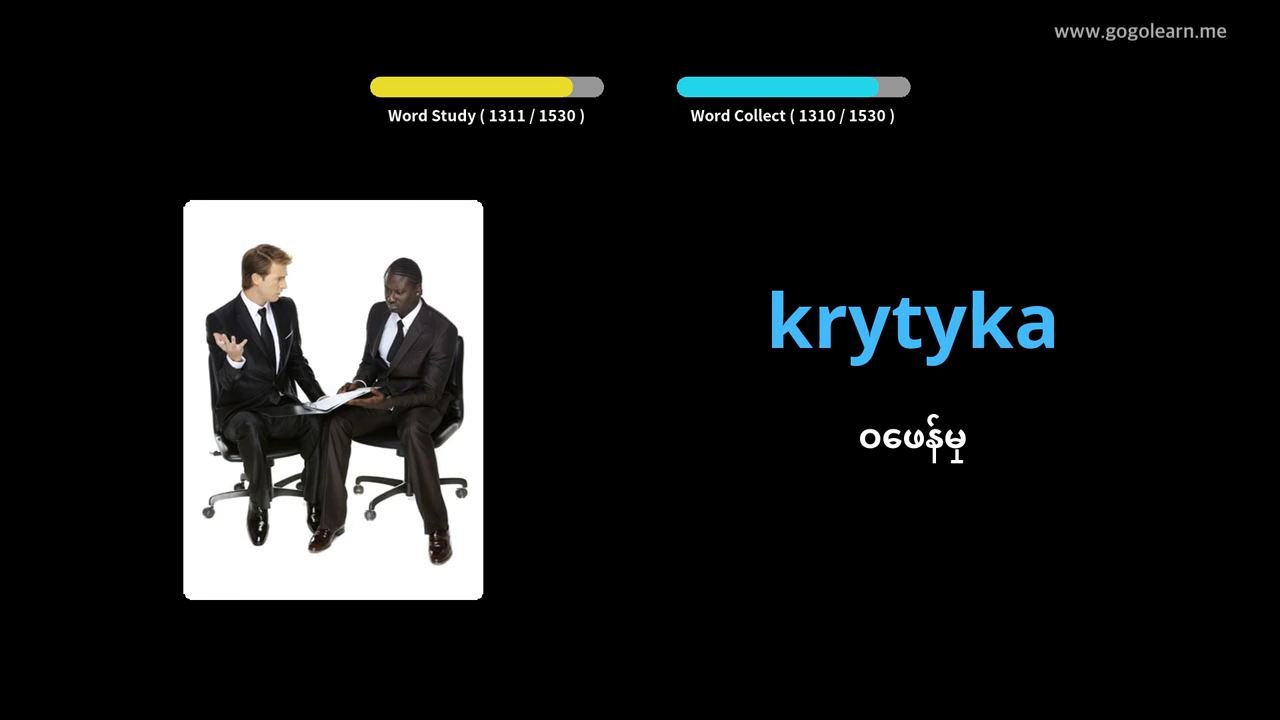 www.gogolearn.me
Word Study ( 1311 / 1530 )
Word Collect ( 1310 / 1530 )
krytyka
ဝဖေန်မှု